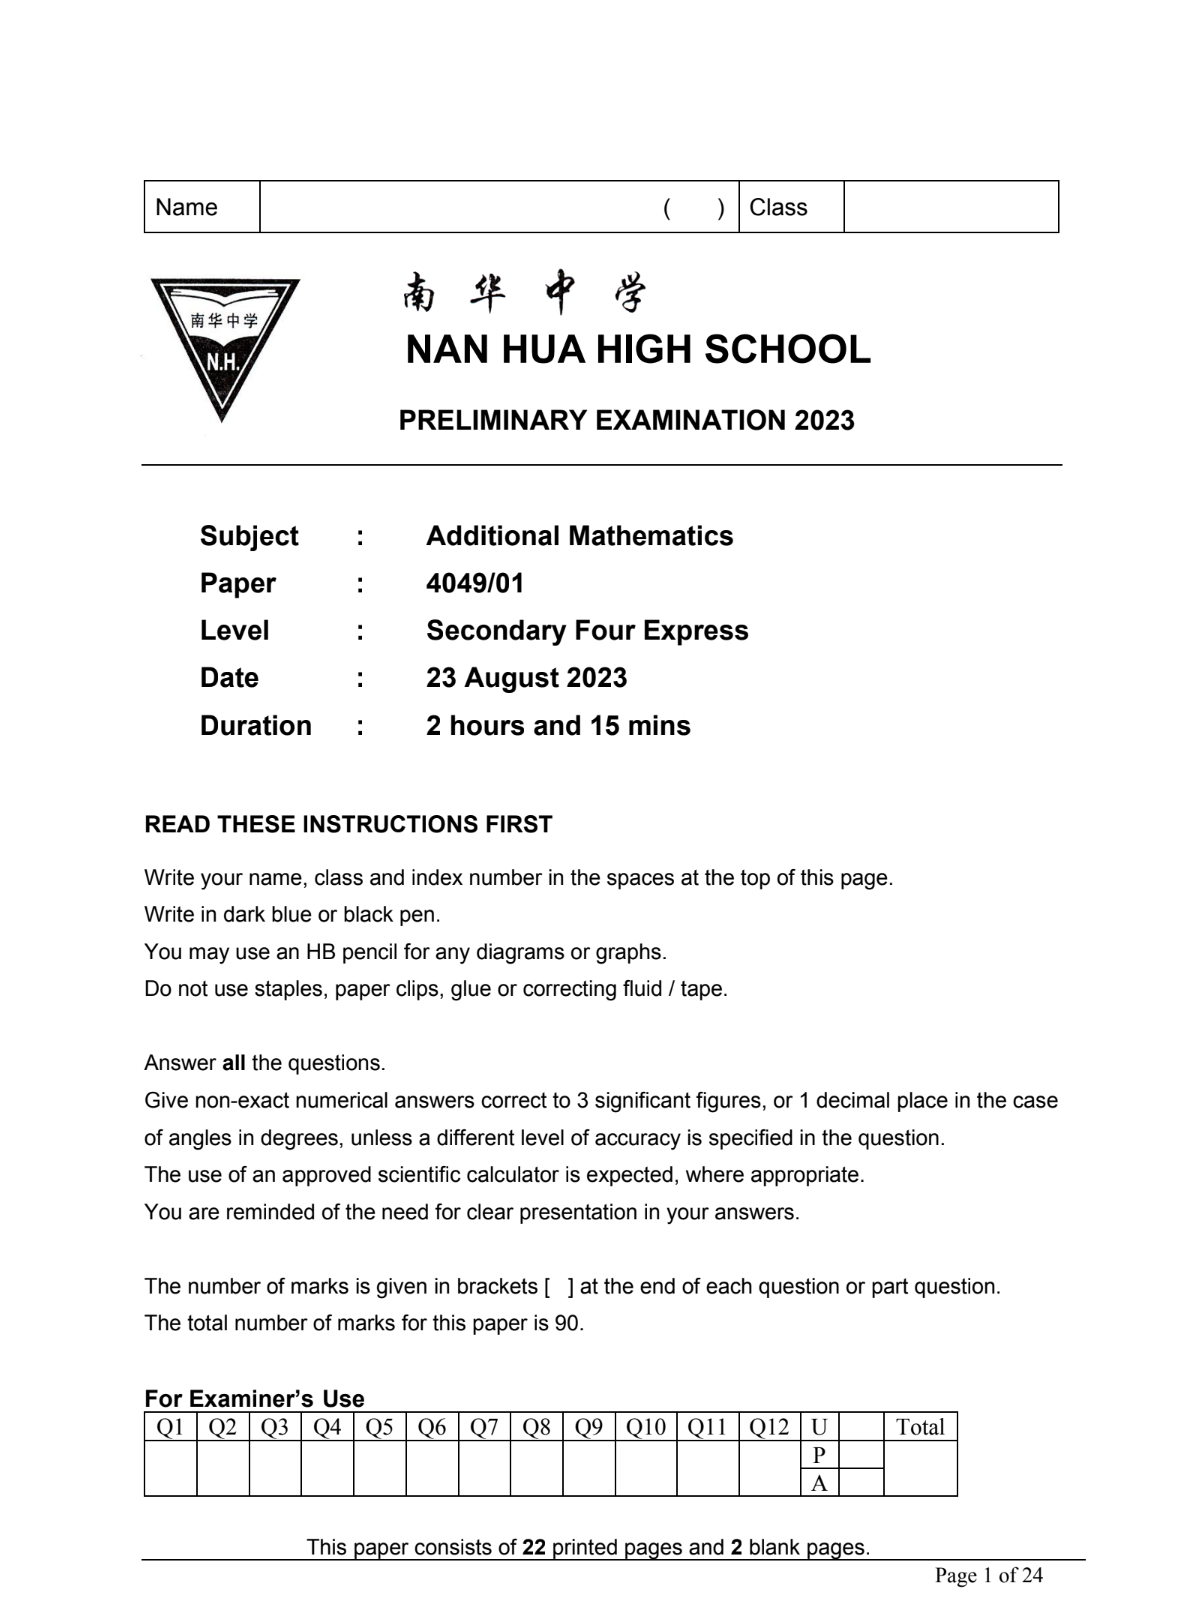 Name ( ) Class
南华中学
南华中学
N.H.
NAN HUA HIGH SCHOOL
PRELIMINARY EXAMINATION 2023
Subject : Additional Mathematics
Paper : 4049/01
Level : Secondary Four Express
Date : 23 August 2023
Duration : 2 hours and 15 mins
READ THESE INSTRUCTIONS FIRST
Write your name, class and index number in the spaces at the top of this page.
Write in dark blue or black pen.
You may use an HB pencil for any diagrams or graphs.
Do not use staples, paper clips, glue or correcting fluid / tape.
Answer all the questions.
Give non-exact numerical answers correct to 3 significant figures, or 1 decimal place in the case
of angles in degrees, unless a different level of accuracy is specified in the question.
The use of an approved scientific calculator is expected, where appropriate.
You are reminded of the need for clear presentation in your answers.
The number of marks is given in brackets [ ] at the end of each question or part question.
The total number of marks for this paper is 90.
For Examiner’s Use
Q1 Q2 Q3 Q4 Q5 Q6 Q7 Q8 Q9 Q10 Q11 Q12 U Total
P
A
This paper consists of 22 printed pages and 2 blank pages.
Page 1 of 24